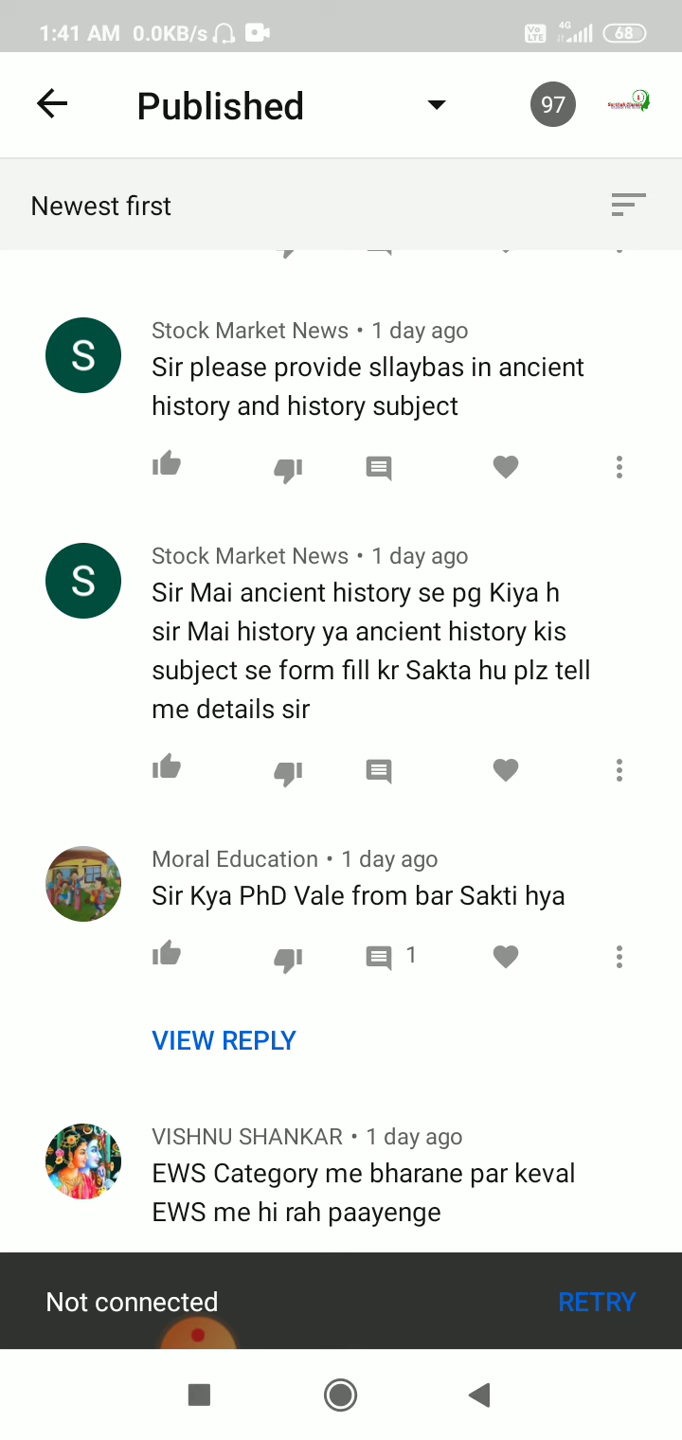 1:41 AM 0.0KB/s Vo LTE 4G 68
Published 97
Newest first
Stock Market News • 1 day ago
Sir please provide sllaybas in ancient
history and history subject
Stock Market News • 1 day ago
Sir Mai ancient history se pg Kiya h
sir Mai history ya ancient history kis
subject se form fill kr Sakta hu plz tell
me details sir
Moral Education • 1 day ago
Sir Kya PhD Vale from bar Sakti hya
1
VIEW REPLY
VISHNU SHANKAR • 1 day ago
EWS Category me bharane par keval
EWS me hi rah paayenge
Not connected RETRY